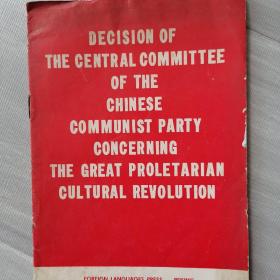 DECISION OF
THE CENTRAL COMMITTEE
OF THE
CHINESE
COMMUNIST PARTY
CONCERNING
THE GREAT PROLETARIAN
CULTURAL REVOLUTION
FOREIGN LANGUAGES PRESS